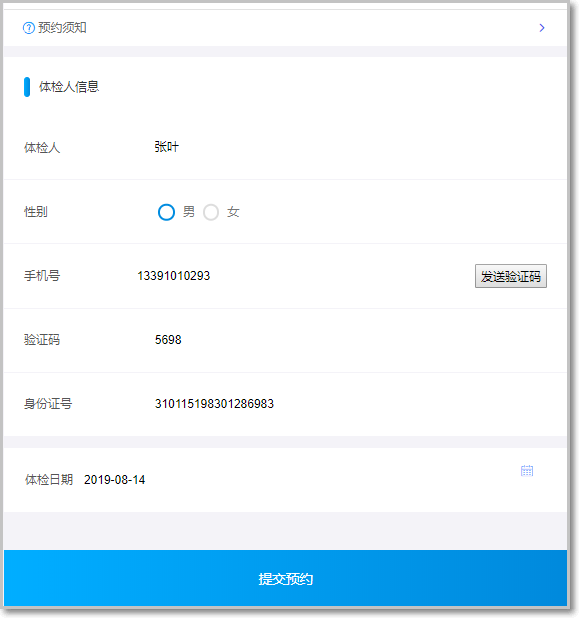 预约须知
体检人信息
体检人 张叶
性别 男 女
手机号 13391010293 发送验证码
验证码 5698
身份证号 310115198301286983
体检日期 2019-08-14
提交预约